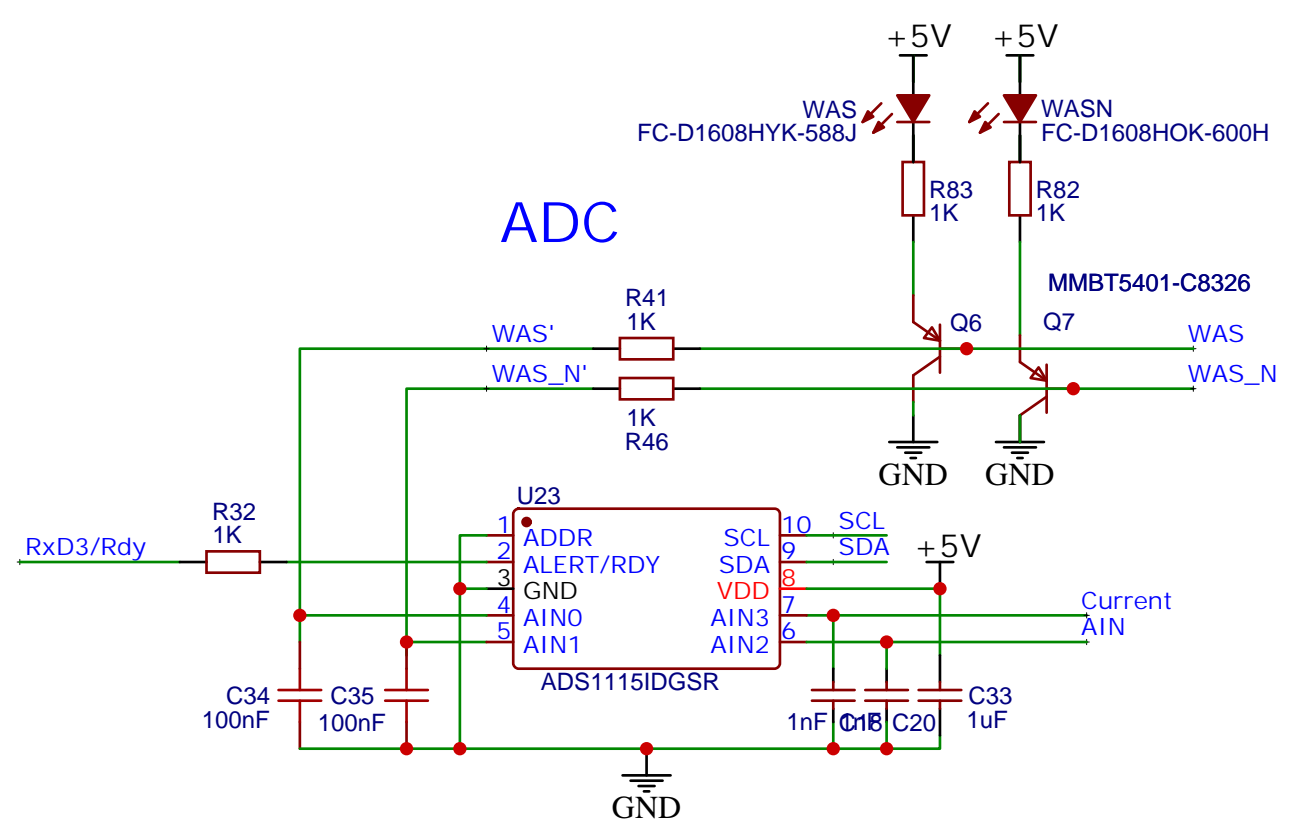 +5V +5V
WAS WASN
FC-D1608HYK-588J FC-D1608HOK-600H
R83 R82
1K 1K
ADC
MMBT5401-C8326
R41
1K
Q6 Q7
WAS' WAS
WAS_N' WAS_N
1K
R46
GND GND
U23
R32
1K
1 ADDR SCL 10 SCL
RxD3/Rdy
2 ALERT/RDY SDA 9 SDA
+5V
3 GND VDD 8
4 AIN0 AIN3 7 Current
5 AIN1 AIN2 6 AIN
ADS1115IDGSR
C34 C35 C33
100nF 100nF 1nF 1nF C18 C20 1uF
GND